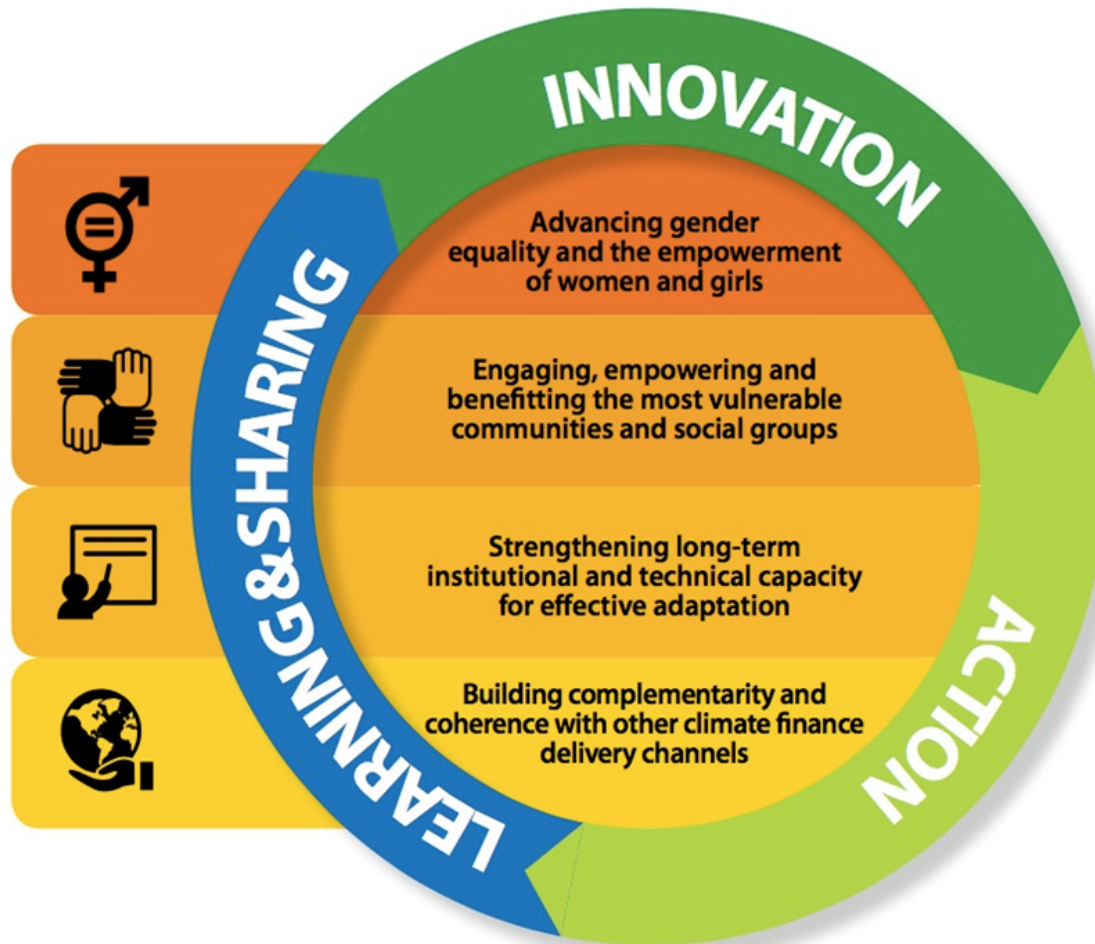 INNOVATION
Advancing gender
equality and the empowerment
of women and girls
Engaging, empowering and
benefitting the most vulnerable
communities and social groups
Strengthening long-term
institutional and technical capacity
for effective adaptation
Building complementarity and
coherence with other climate finance
delivery channels
ACTION
LEARNING&SHARING